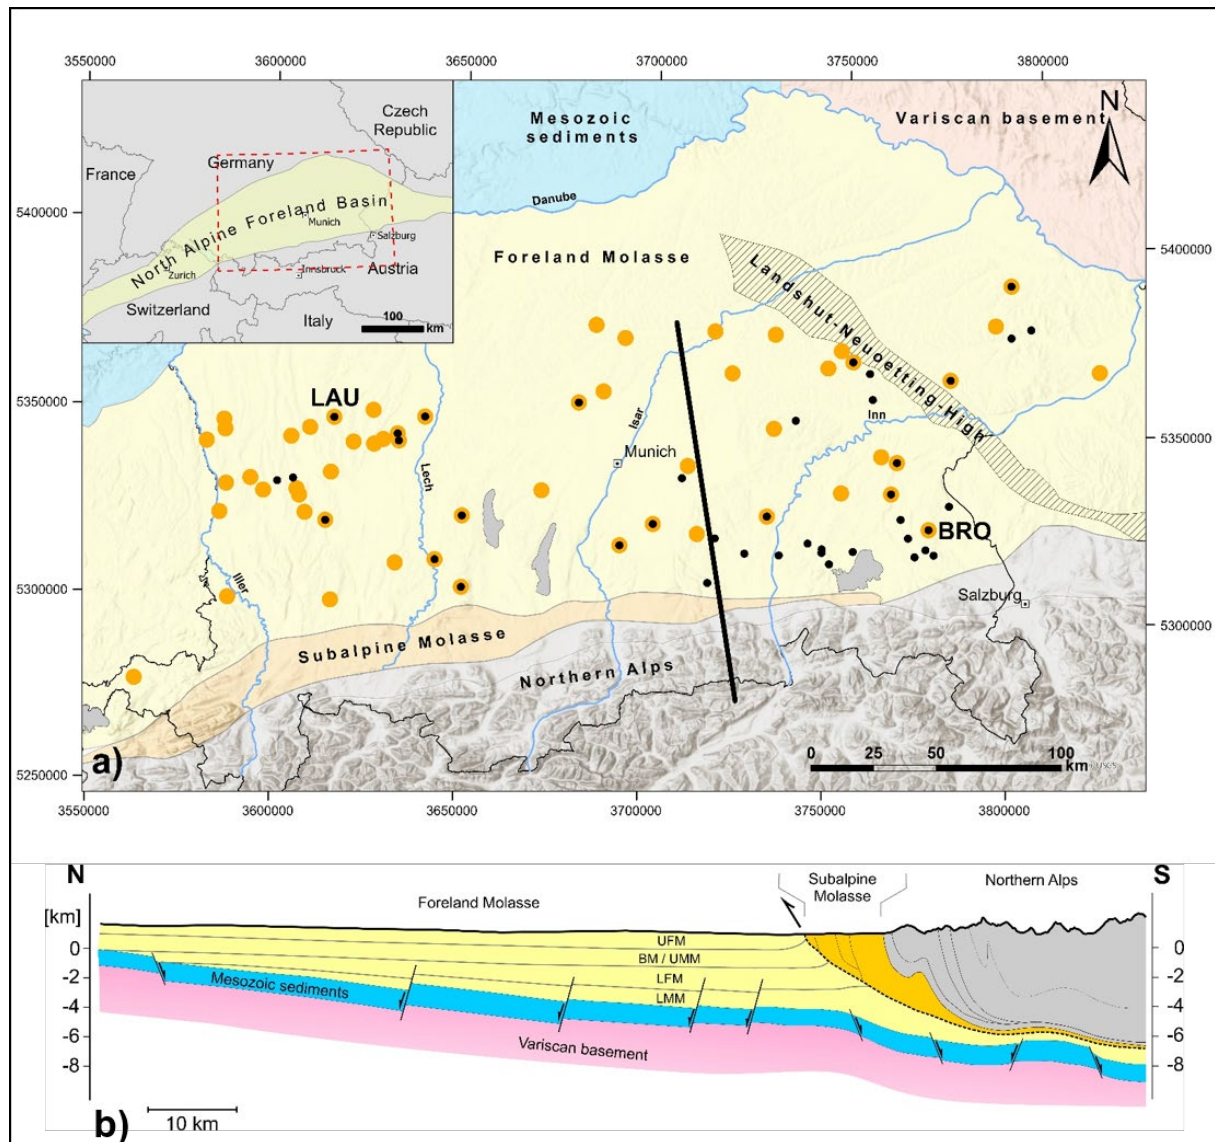 3550000 3600000 3650000 3700000 3750000 3800000
Czech
Republic
Germany
France
North Alpine Foreland Basin
Munich
Salzburg
Zurich
Innsbruck
Austria
Switzerland
Italy
100
km
Mesozoic
sediments
Variscan basement
N
Danube
5400000
5400000
Foreland Molasse
Landshut-Neuoetting-High
LAU
5350000
5350000
Isar
Inn
Munich
Lech
BRO
Iller
5300000
5300000
Salzburg
Subalpine Molasse
Northern Alps
0 25 50 100
km
USGS
a)
5250000
3550000 3600000 3650000 3700000 3750000 3800000
N
S
[km]
Foreland Molasse
Subalpine
Molasse
Northern Alps
UFM
BM / UMM
LFM
LMM
Mesozoic sediments
Variscan basement
0
-2
-4
-6
-8
0
-2
-4
-6
-8
b)
10 km